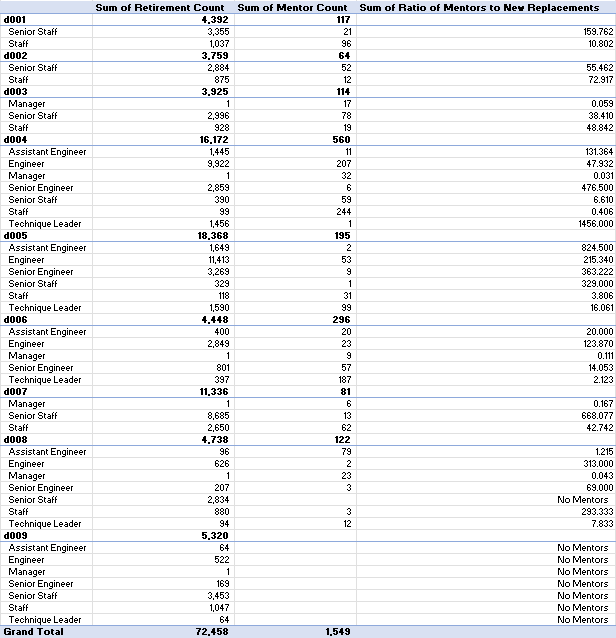 Sum of Retirement Count Sum of Mentor Count Sum of Ratio of Mentors to New Replacements
d001 4,392 117
Senior Staff 3,355 21 159.762
Staff 1,037 96 10.802
d002 3,759 64
Senior Staff 2,884 52 55.462
Staff 875 12 72.917
d003 3,925 114
Manager 1 17 0.059
Senior Staff 2,996 78 38.410
Staff 928 19 48.842
d004 16,172 560
Assistant Engineer 1,445 11 131.364
Engineer 9,922 207 47.932
Manager 1 32 0.031
Senior Engineer 2,859 6 476.500
Senior Staff 390 59 6.610
Staff 99 244 0.406
Technique Leader 1,456 1 1456.000
d005 18,368 195
Assistant Engineer 1,649 2 824.500
Engineer 11,413 53 215.340
Senior Engineer 3,269 9 363.222
Senior Staff 329 1 329.000
Staff 118 31 3.806
Technique Leader 1,590 99 16.061
d006 4,448 296
Assistant Engineer 400 20 20.000
Engineer 2,849 23 123.870
Manager 1 9 0.111
Senior Engineer 801 57 14.053
Technique Leader 397 187 2.123
d007 11,336 81
Manager 1 6 0.167
Senior Staff 8,685 13 668.077
Staff 2,650 62 42.742
d008 4,738 122
Assistant Engineer 96 79 1.215
Engineer 626 2 313.000
Manager 1 23 0.043
Senior Engineer 207 3 69.000
Senior Staff 2,834 No Mentors
Staff 880 3 293.333
Technique Leader 94 12 7.833
d009 5,320
Assistant Engineer 64 No Mentors
Engineer 522 No Mentors
Manager 1 No Mentors
Senior Engineer 169 No Mentors
Senior Staff 3,453 No Mentors
Staff 1,047 No Mentors
Technique Leader 64 No Mentors
Grand Total 72,458 1,549